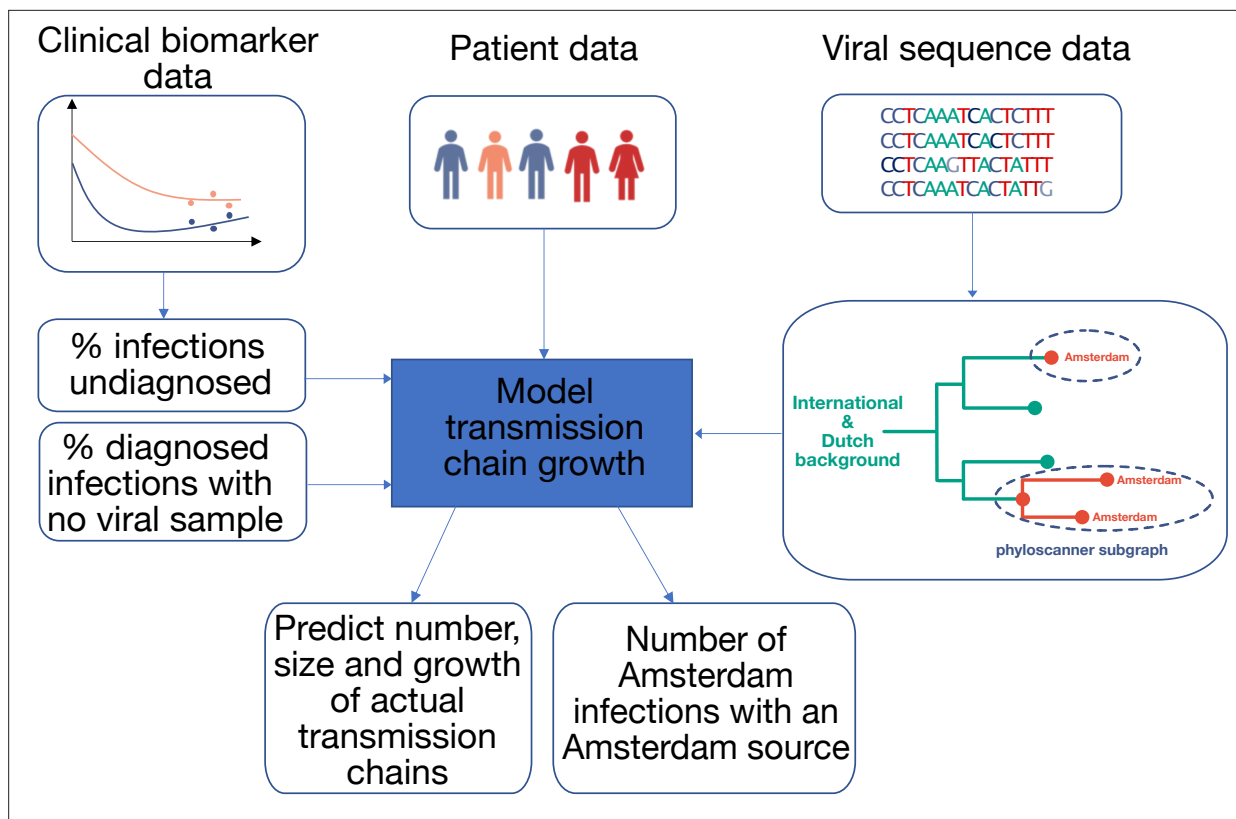 Clinical biomarker
data
Patient data
Viral sequence data
CCTCAAATCACTCTTT
CCTCAAATCACTCTTT
CCTCAAGTTACTATTT
CCTCAAATCACTATTG
% infections
undiagnosed
% diagnosed
infections with
no viral sample
Model
transmission
chain growth
International
&
Dutch
background
Amsterdam
Amsterdam
Amsterdam
phyloscanner subgraph
Predict number,
size and growth
of actual
transmission
chains
Number of
Amsterdam
infections with an
Amsterdam source